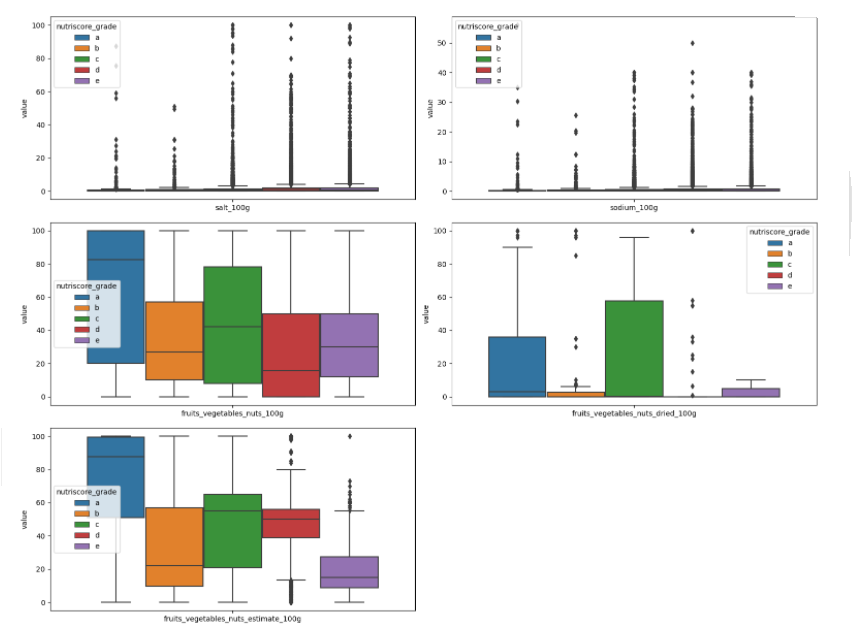 nutriscore_grade
a
b
c
d
e
100
80
60
40
20
0
value
salt_100g
nutriscore_grade
a
b
c
d
e
50
40
30
20
10
0
value
sodium_100g
nutriscore_grade
a
b
c
d
e
100
80
60
40
20
0
value
fruits_vegetables_nuts_100g
nutriscore_grade
a
b
c
d
e
100
80
60
40
20
0
value
fruits_vegetables_nuts_dried_100g
nutriscore_grade
a
b
c
d
e
100
80
60
40
20
0
value
fruits_vegetables_nuts_estimate_100g